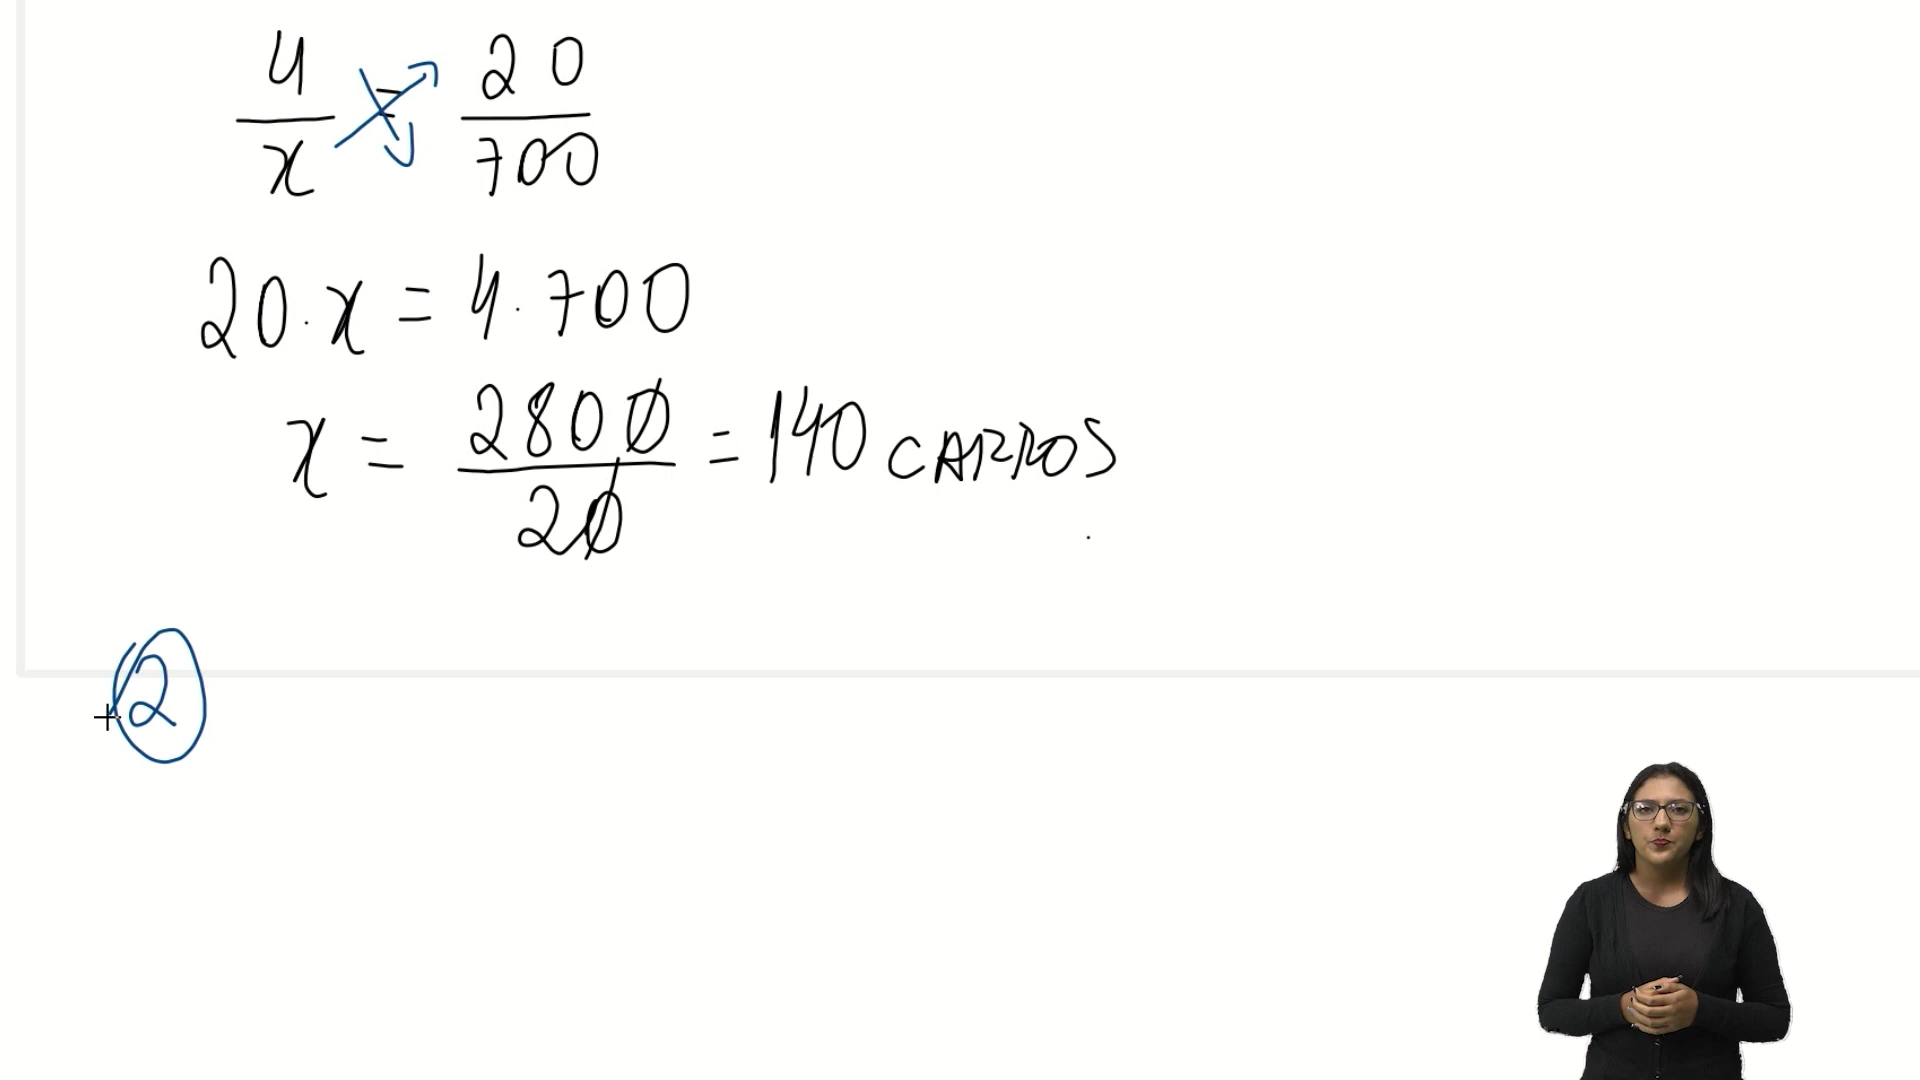 4/x = 20/700
20.x = 4.700
x = 2800/20 = 140 CARROS
2